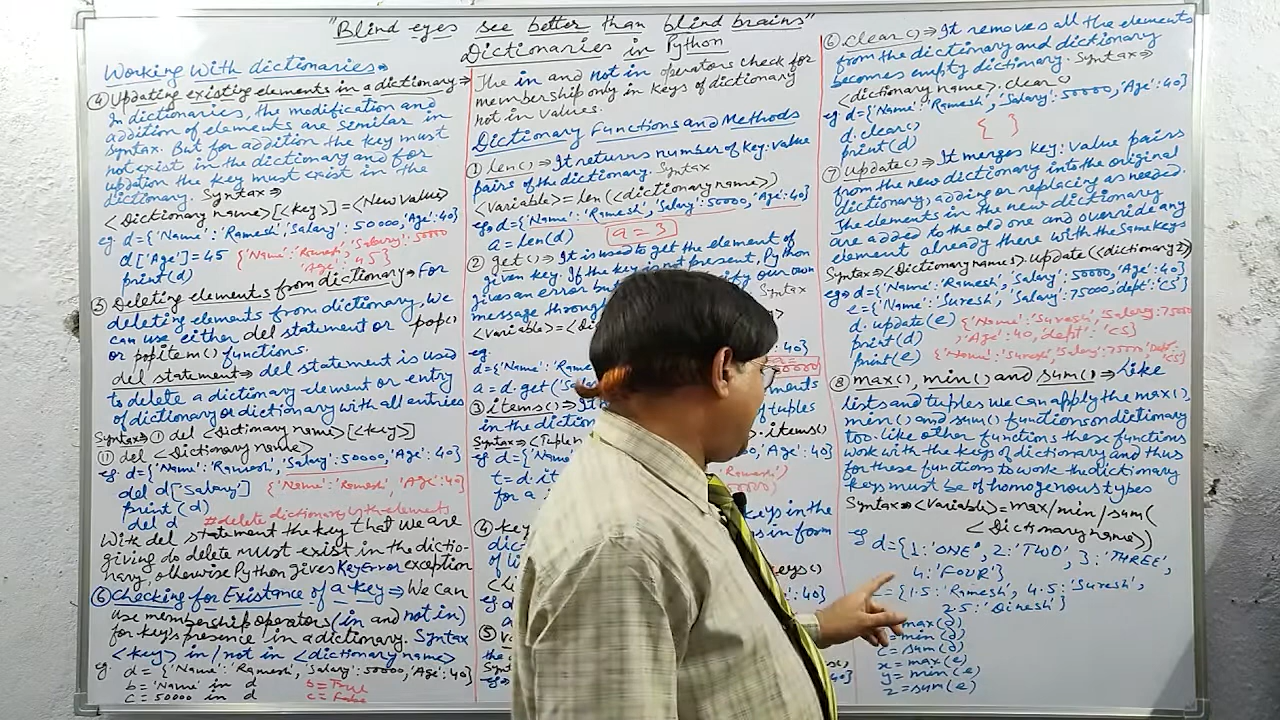 "Blind eyes see better than blind brains"
Dictionaries in Python
Working With dictionaries⇒
④ Updating existing elements in a dictionary⇒
In dictionaries, the modification and
addition of elements are similar in
syntax. But for addition the key must
not exist in the dictionary and for
updation the key must exist in the
dictionary. Syntax⇒
<Dictionary name>[<key>]=<New value>
eg d={'Name':'Ramesh','Salary':50000,'Age':40}
d['Age']=45 {'Name':'Ramesh','Salary':50000
print(d) 'Age':45}
⑤ Deleting elements from dictionary⇒ For
deleting elements from dictionary, We
can use either del statement or pop()
or popitem() functions.
del statement⇒ del statement is used
to delete a dictionary element or entry
of dictionary or dictionary with all entries
Syntax⇒ ① del <Dictionary name>[<key>]
⑪ del <Dictionary name>
eg. d={'Name':'Ramesh','Salary':50000,'Age':40}
del d['Salary'] {'Name':'Ramesh','Age':40}
print(d)
del d #delete dictionary & the elements
With del statement the key that we are
giving do delete must exist in the dictio-
nary, otherwise Python gives KeyError exception
⑥ Checking for Existance of a key⇒ We Can
Use membership operators (in and not in)
for key's presence in a dictionary. Syntax
<key> in/not in <dictionary name>
eg. d = {'Name':'Ramesh','Salary':50000,'Age':40}
b='Name' in d b=True
c=50000 in d c=False
The in and not in operators check for
membership only in keys of dictionary
not in values.
Dictionary Functions and Methods
① len()⇒ It returns number of key:value
pairs of the dictionary. Syntax
<Variable>=len(<dictionary name>)
eg⇒ d={'Name':'Ramesh','Salary':50000,'Age':40}
a=len(d) a=3
② get()⇒ It is used to get the element of
given key. If the key isn't present, Python
gives an error but our own
message through Syntax
<Variable>=<Di
eg. 40}
d={'Name':'Rame
a=d.get('Sa
③ items()⇒ It
in the diction of tuples
Syntax⇒<Tuple .items()
eg d={'Name':
t=d.it
for a
④ key keys in the
dic in form
of
eg d :40}
⑤ v
Synt
eg⇒
⑥ clear()⇒ It removes all the elements
from the dictionary and dictionary
becomes empty dictionary. Syntax⇒
<dictionary name>.clear()
eg d={'Name':'Ramesh','Salary':50000,'Age':40}
d.clear() { }
print(d)
⑦ update()⇒ It merges key:value pairs
from the new dictionary into the original
dictionary, adding or replacing as needed.
The elements in the new dictionary
are added to the old one and override any
element already there with the same keys
Syntax⇒<Dictionary name1>.update(<dictionary2>)
eg⇒ d={'Name':'Ramesh','Salary':50000,'Age':40}
e={'Name':'Suresh','Salary':75000,'dept':'CS'}
d.update(e) {'Name':'Suresh','Salary:75000
print(d) ,'Age':40,'dept':'CS'}
print(e) {'Name':'Suresh','Salary':75000,'Dept':
'CS'}
⑧ max(), min() and sum()⇒ Like
lists and tuples we can apply the max(),
min() and sum() functions on dictionary
too. Like other functions these functions
work with the keys of dictionary and thus
for these functions to work the dictionary
keys must be of homogenous types
Syntax⇒<Variable>=max/min/sum(
<Dictionary name>)
eg d={1:'ONE', 2:'TWO', 3:'THREE',
4:'FOUR'}
={1.5:'Ramesh', 4.5:'Suresh',
2.5:'Dinesh'}
max(d)
=min(d)
c=sum(d)
x=max(e)
y=min(e)
z=sum(e)